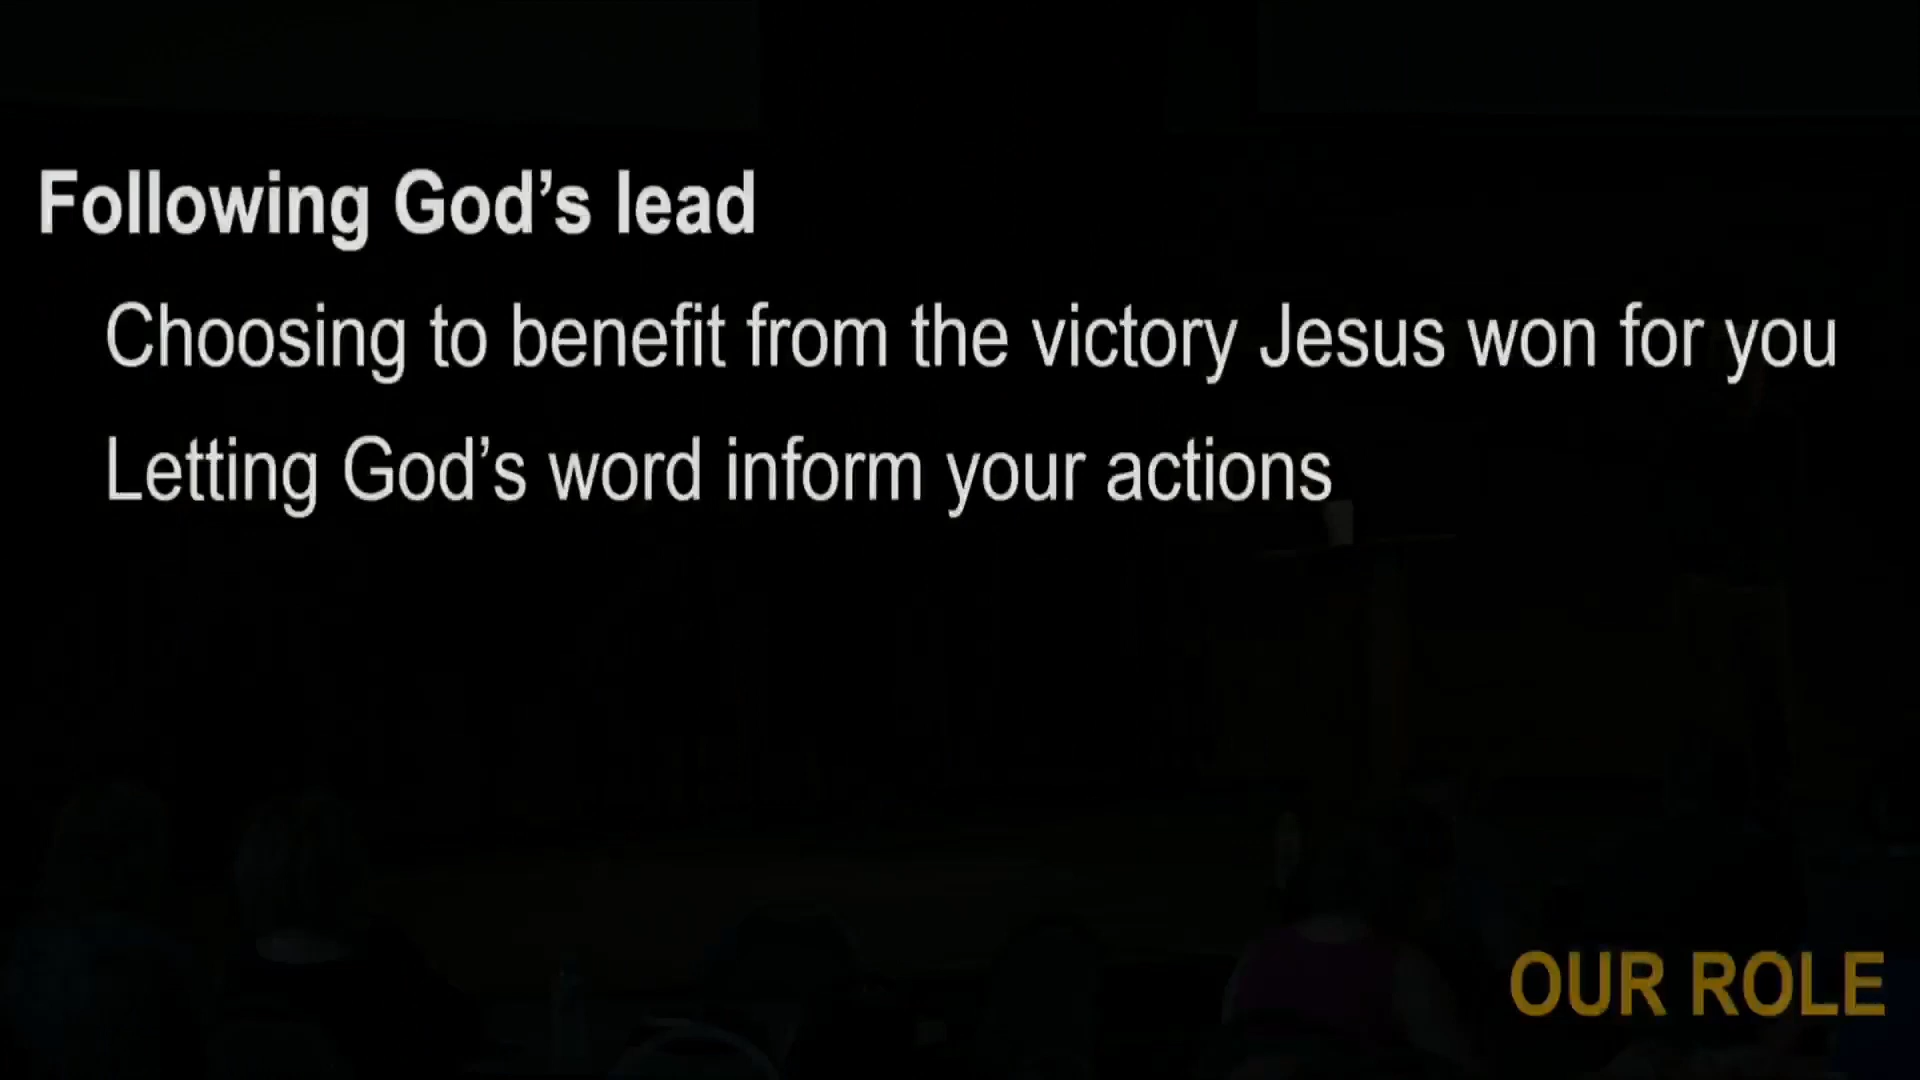 Following God’s lead
Choosing to benefit from the victory Jesus won for you
Letting God’s word inform your actions
OUR ROLE